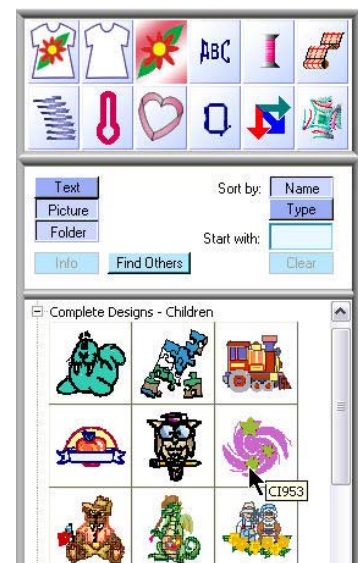 ABC
Text
Sort by: Name
Picture
Type
Folder
Start with:
Info Find Others Clear
Complete Designs - Children
CI953